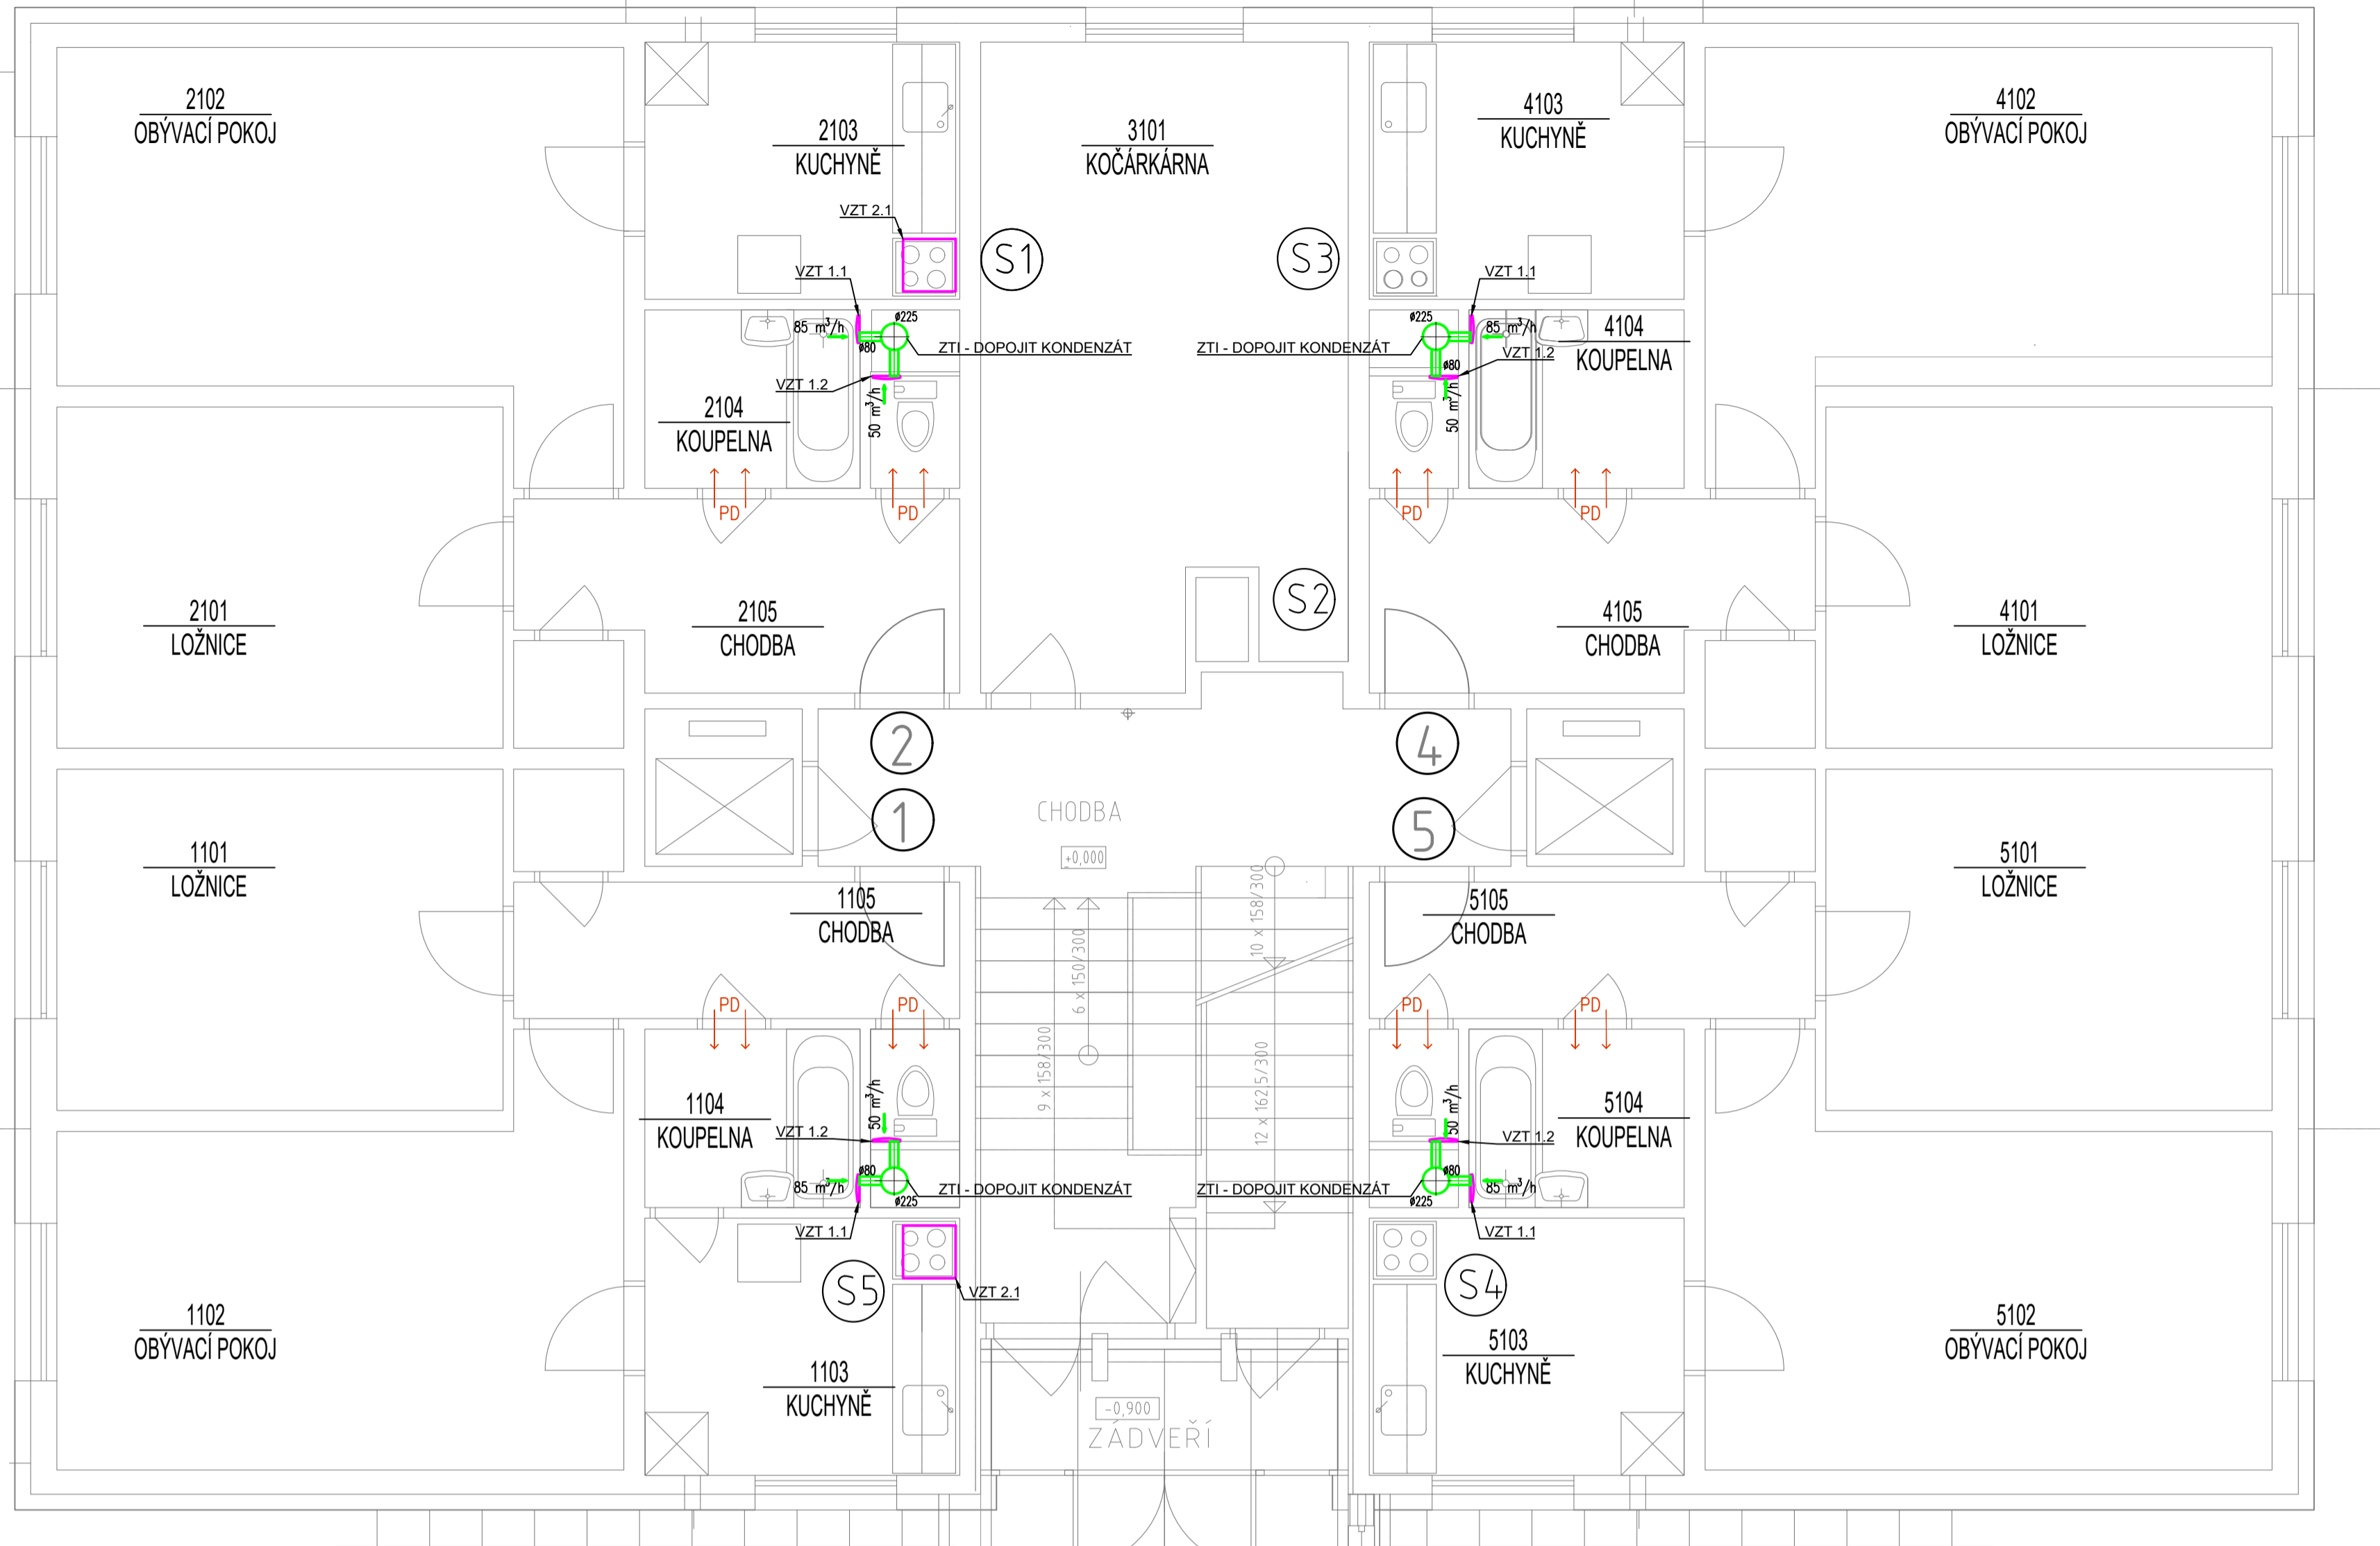 2102
OBÝVACÍ POKOJ
2103
KUCHYNĚ
3101
KOČÁRKÁRNA
4103
KUCHYNĚ
4102
OBÝVACÍ POKOJ
VZT 2.1
S1
S3
VZT 1.1
VZT 1.1
85 m³/h
ø225
ø80
ZTI - DOPOJIT KONDENZÁT
ZTI - DOPOJIT KONDENZÁT
ø225
85 m³/h
4104
KOUPELNA
VZT 1.2
ø80
VZT 1.2
50 m³/h
50 m³/h
2104
KOUPELNA
PD
PD
PD
PD
2101
LOŽNICE
2105
CHODBA
S2
4105
CHODBA
4101
LOŽNICE
2
4
1
CHODBA
5
+0,000
1101
LOŽNICE
1105
CHODBA
5105
CHODBA
5101
LOŽNICE
10 x 158/300
6 x 150/300
9 x 158/300
12 x 162,5/300
PD
PD
PD
PD
50 m³/h
50 m³/h
1104
KOUPELNA
5104
KOUPELNA
VZT 1.2
VZT 1.2
ø80
ø80
85 m³/h
ø225
ZTI - DOPOJIT KONDENZÁT
ZTI - DOPOJIT KONDENZÁT
ø225
85 m³/h
VZT 1.1
VZT 1.1
S5
VZT 2.1
S4
1102
OBÝVACÍ POKOJ
1103
KUCHYNĚ
5103
KUCHYNĚ
5102
OBÝVACÍ POKOJ
-0,900
ZÁDVEŘÍ